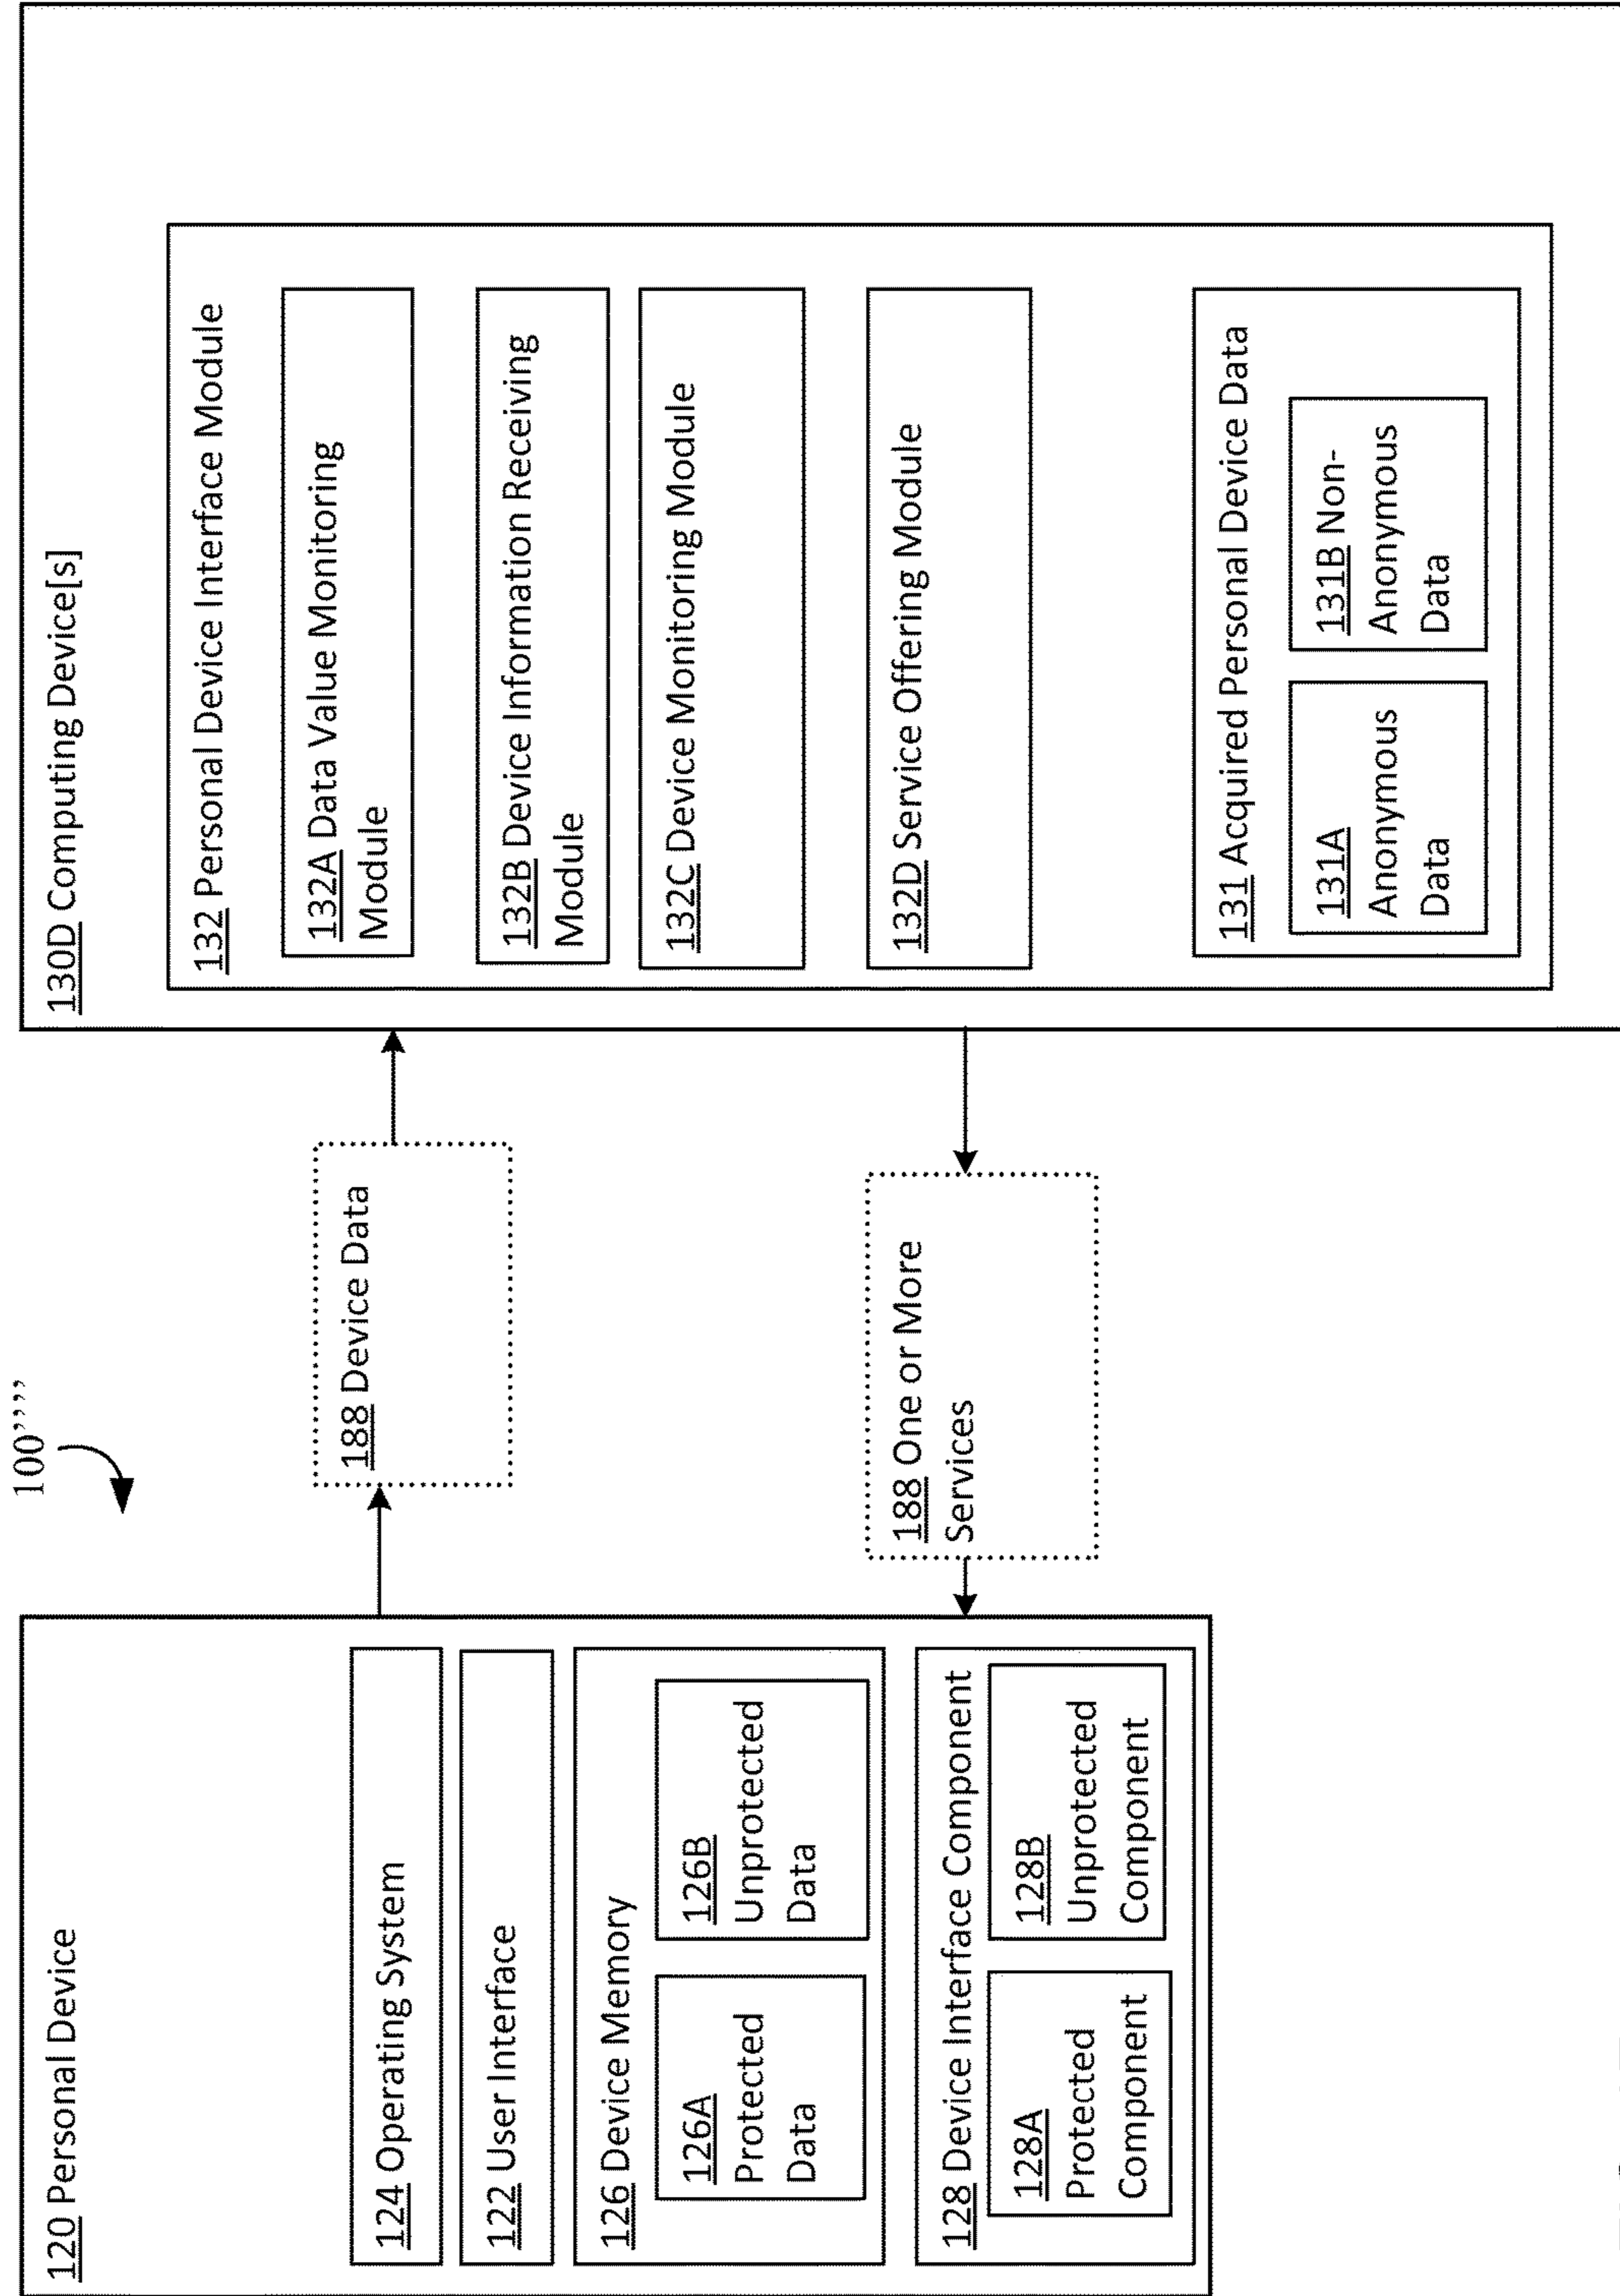 100''''
120 Personal Device
124 Operating System
122 User Interface
126 Device Memory
126A
Protected
Data
126B
Unprotected
Data
128 Device Interface Component
128A
Protected
Component
128B
Unprotected
Component
188 Device Data
188 One or More
Services
130D Computing Device[s]
132 Personal Device Interface Module
132A Data Value Monitoring
Module
132B Device Information Receiving
Module
132C Device Monitoring Module
132D Service Offering Module
131 Acquired Personal Device Data
131A
Anonymous
Data
131B Non-
Anonymous
Data